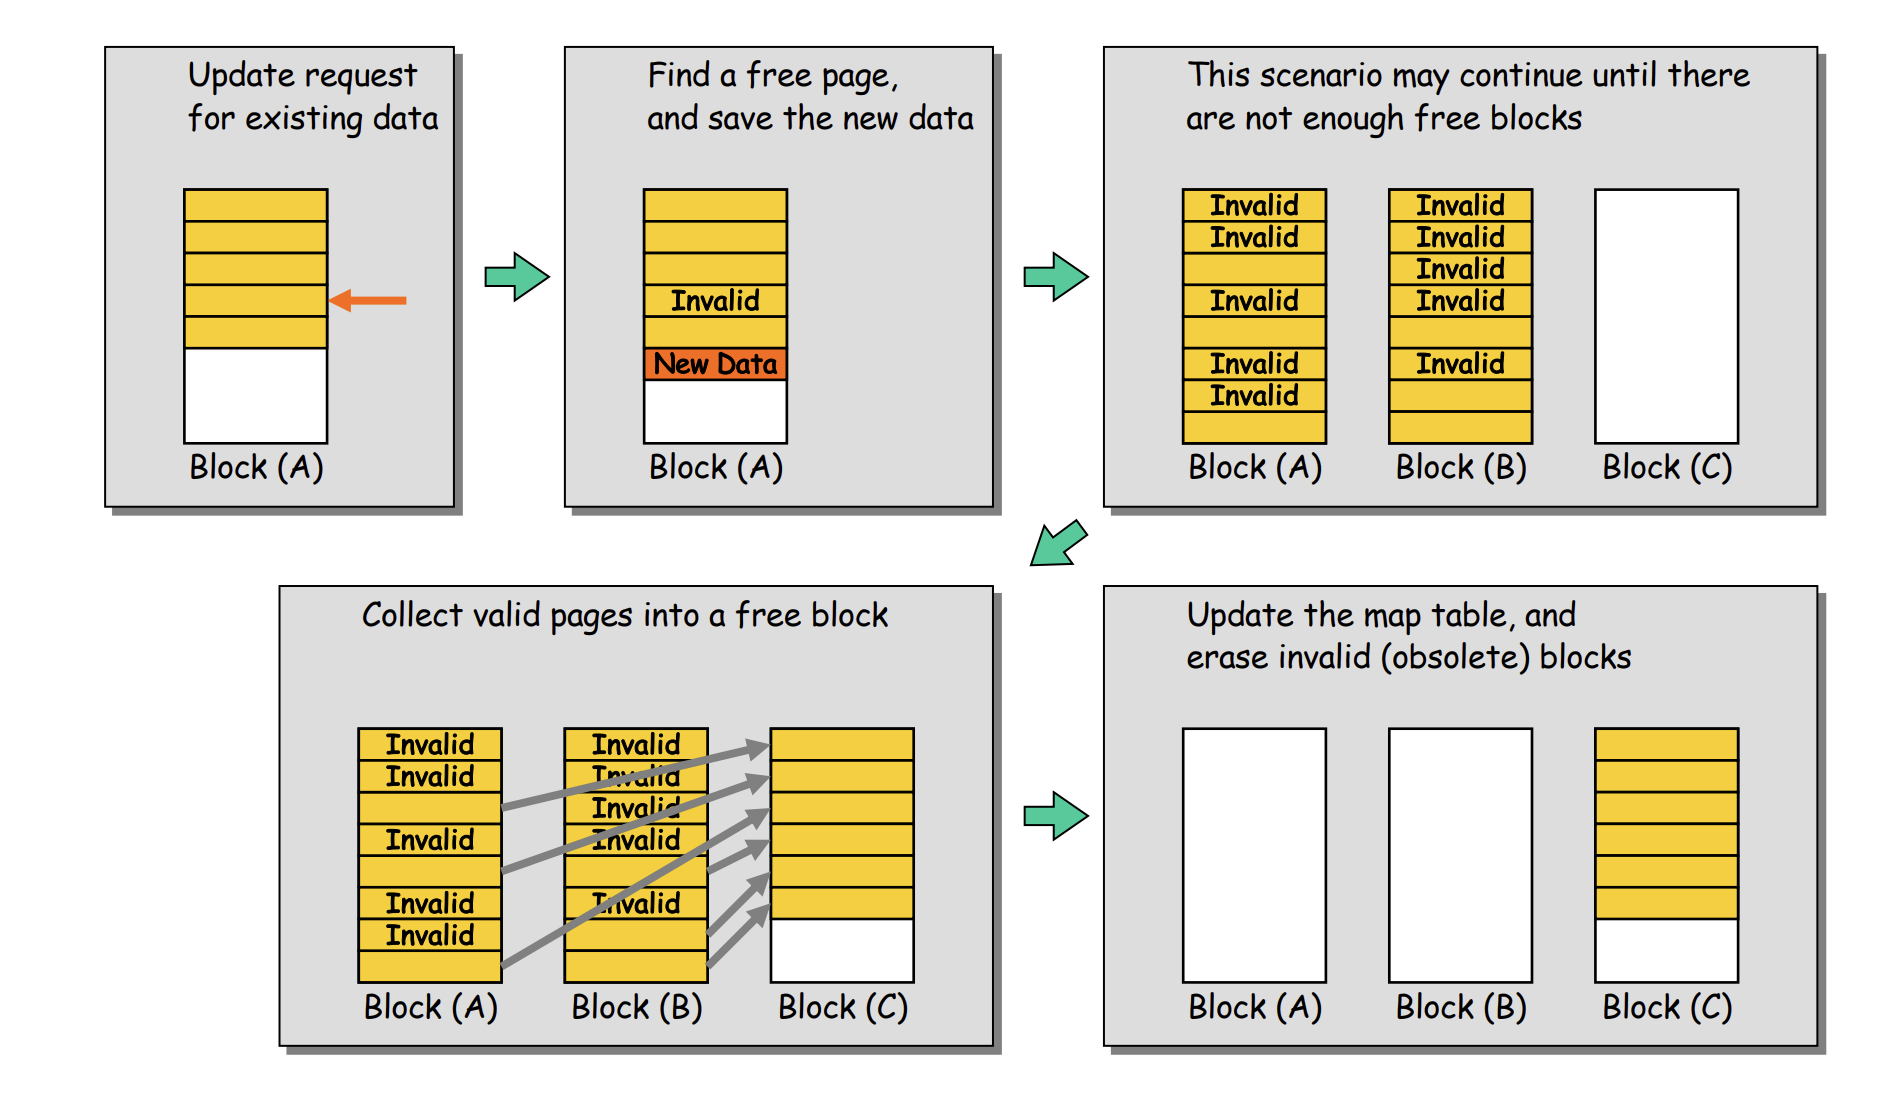 Update request
for existing data
Block (A)
Find a free page,
and save the new data
Invalid
New Data
Block (A)
This scenario may continue until there
are not enough free blocks
Invalid
Invalid
Invalid
Invalid
Invalid
Block (A)
Invalid
Invalid
Invalid
Invalid
Invalid
Block (B)
Block (C)
Collect valid pages into a free block
Invalid
Invalid
Invalid
Invalid
Invalid
Block (A)
Invalid
Invalid
Invalid
Invalid
Invalid
Block (B)
Block (C)
Update the map table, and
erase invalid (obsolete) blocks
Block (A)
Block (B)
Block (C)